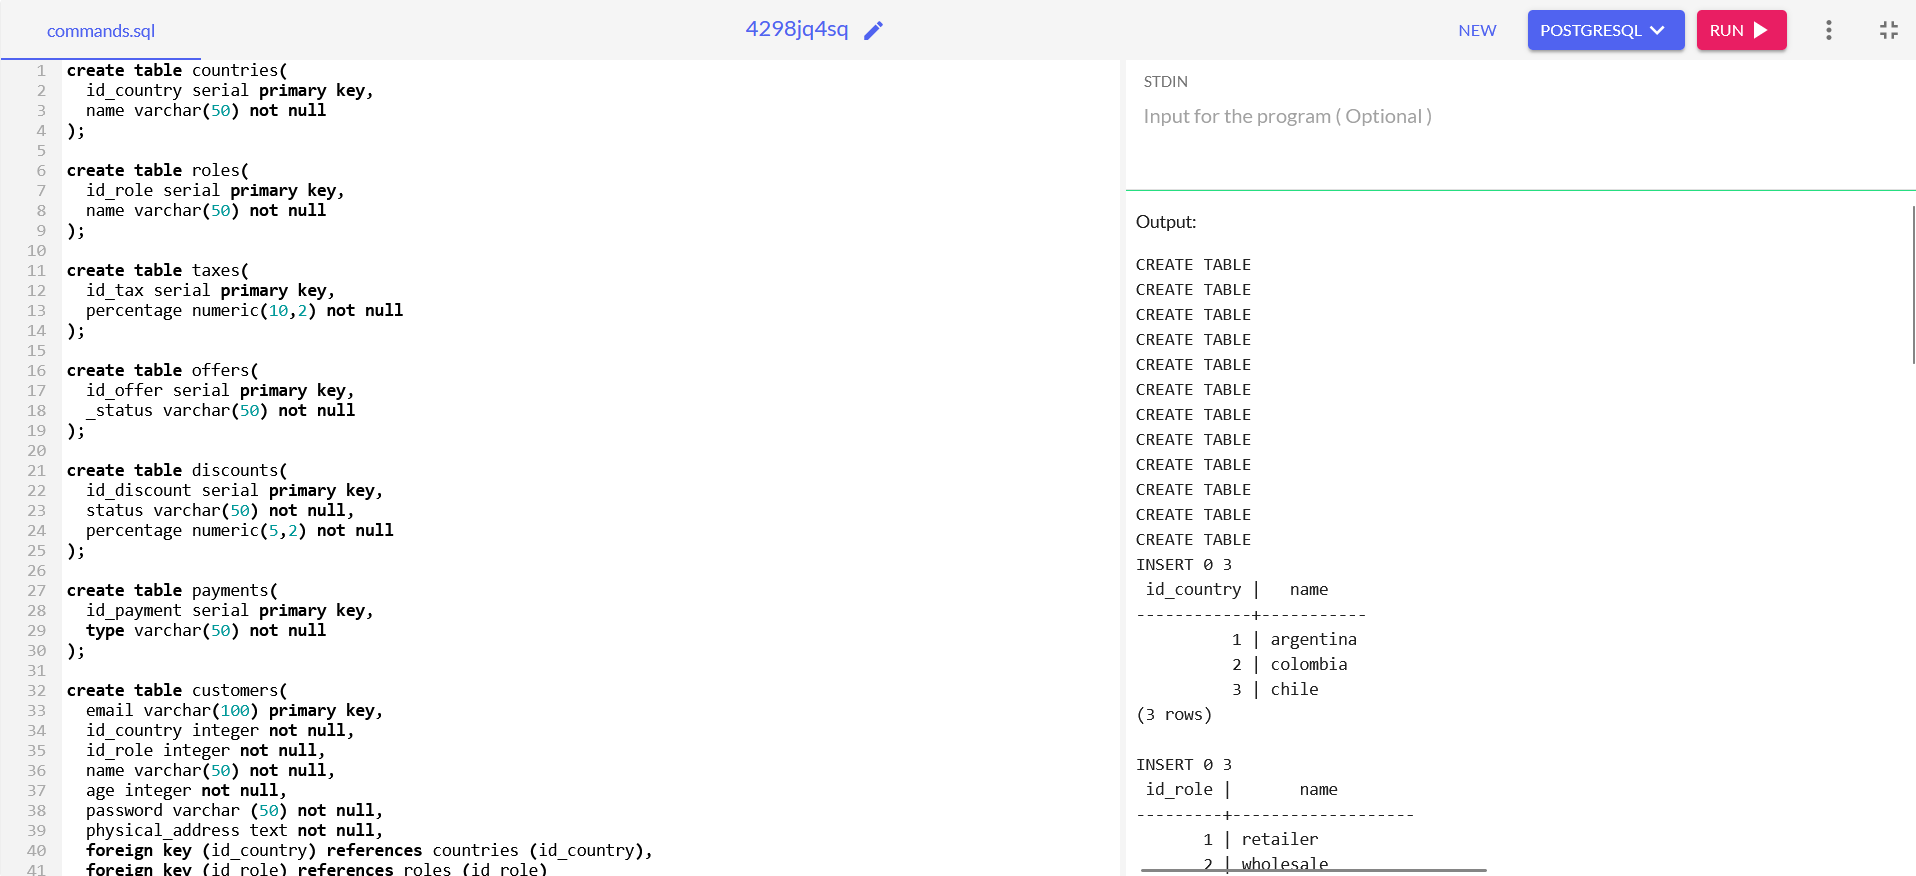 commands.sql
4298jq4sq
NEW
POSTGRESQL
RUN
1 create table countries(
2   id_country serial primary key,
3   name varchar(50) not null
4 );
5
6 create table roles(
7   id_role serial primary key,
8   name varchar(50) not null
9 );
10
11 create table taxes(
12   id_tax serial primary key,
13   percentage numeric(10,2) not null
14 );
15
16 create table offers(
17   id_offer serial primary key,
18   _status varchar(50) not null
19 );
20
21 create table discounts(
22   id_discount serial primary key,
23   status varchar(50) not null,
24   percentage numeric(5,2) not null
25 );
26
27 create table payments(
28   id_payment serial primary key,
29   type varchar(50) not null
30 );
31
32 create table customers(
33   email varchar(100) primary key,
34   id_country integer not null,
35   id_role integer not null,
36   name varchar(50) not null,
37   age integer not null,
38   password varchar (50) not null,
39   physical_address text not null,
40   foreign key (id_country) references countries (id_country),
41   foreign key (id_role) references roles (id_role)
STDIN
Input for the program ( Optional )
Output:
CREATE TABLE
CREATE TABLE
CREATE TABLE
CREATE TABLE
CREATE TABLE
CREATE TABLE
CREATE TABLE
CREATE TABLE
CREATE TABLE
CREATE TABLE
CREATE TABLE
CREATE TABLE
INSERT 0 3
 id_country |   name
------------+-----------
          1 | argentina
          2 | colombia
          3 | chile
(3 rows)
INSERT 0 3
 id_role |       name
---------+-------------------
       1 | retailer
       2 | wholesale